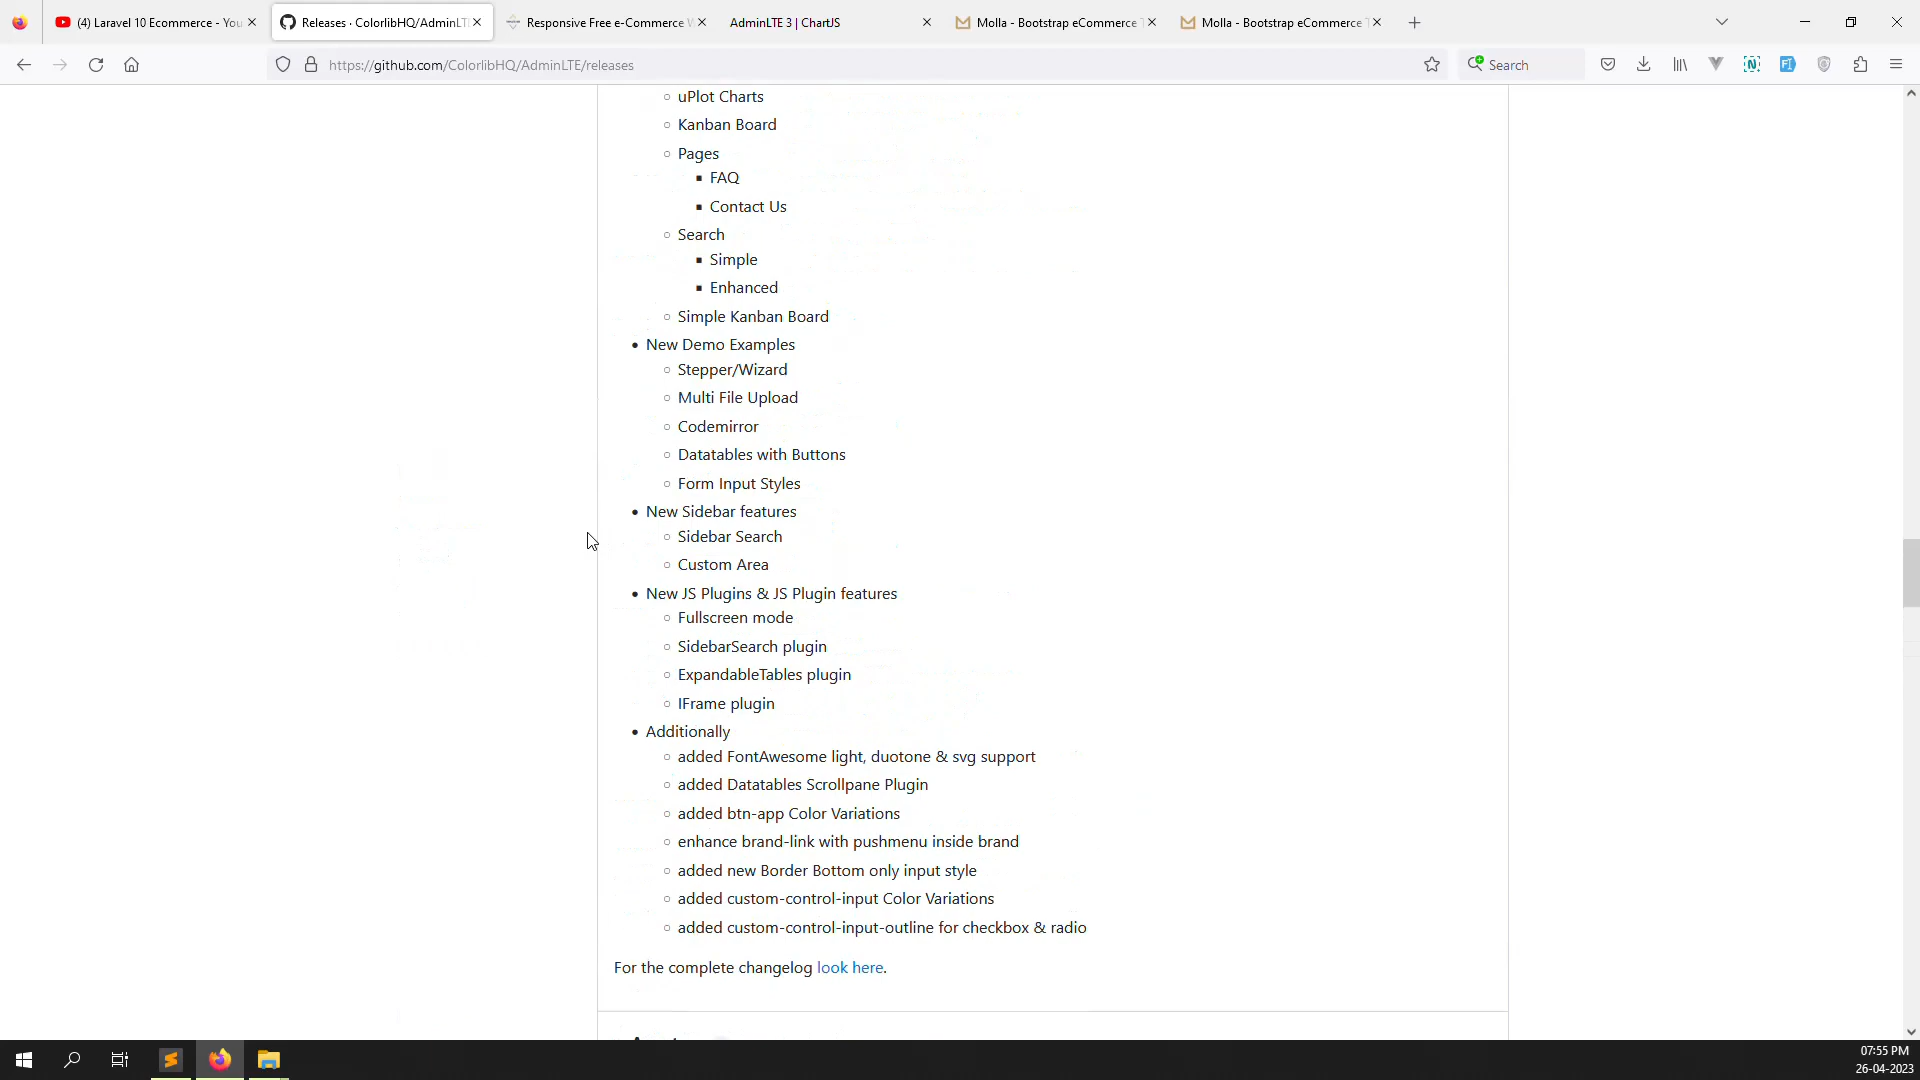 (4) Laravel 10 Ecommerce - You
Releases · ColorlibHQ/AdminLT
Responsive Free e-Commerce W
AdminLTE 3 | ChartJS
Molla - Bootstrap eCommerce T
Molla - Bootstrap eCommerce T
https://github.com/ColorlibHQ/AdminLTE/releases
Search
uPlot Charts
Kanban Board
Pages
FAQ
Contact Us
Search
Simple
Enhanced
Simple Kanban Board
New Demo Examples
Stepper/Wizard
Multi File Upload
Codemirror
Datatables with Buttons
Form Input Styles
New Sidebar features
Sidebar Search
Custom Area
New JS Plugins & JS Plugin features
Fullscreen mode
SidebarSearch plugin
ExpandableTables plugin
IFrame plugin
Additionally
added FontAwesome light, duotone & svg support
added Datatables Scrollpane Plugin
added btn-app Color Variations
enhance brand-link with pushmenu inside brand
added new Border Bottom only input style
added custom-control-input Color Variations
added custom-control-input-outline for checkbox & radio
For the complete changelog look here.
07:55 PM
26-04-2023